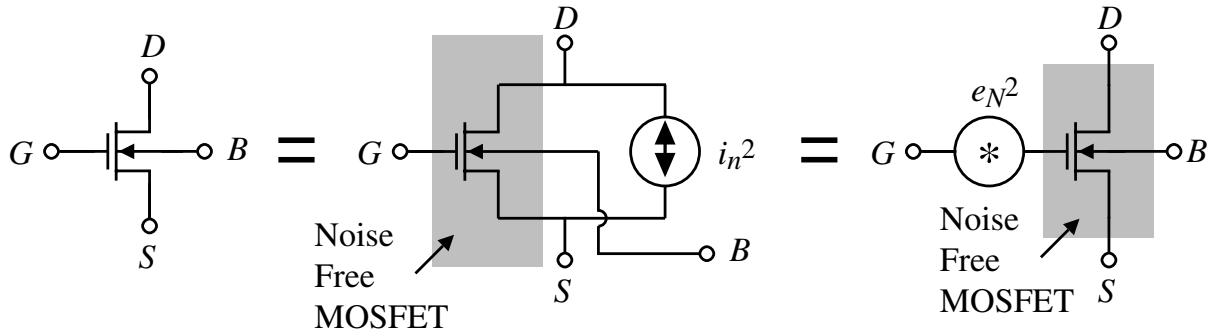 D
G
B
S
=
D
G
i_n^2
Noise
Free
MOSFET
S
B
=
D
e_N^2
G
*
B
Noise
Free
MOSFET
S